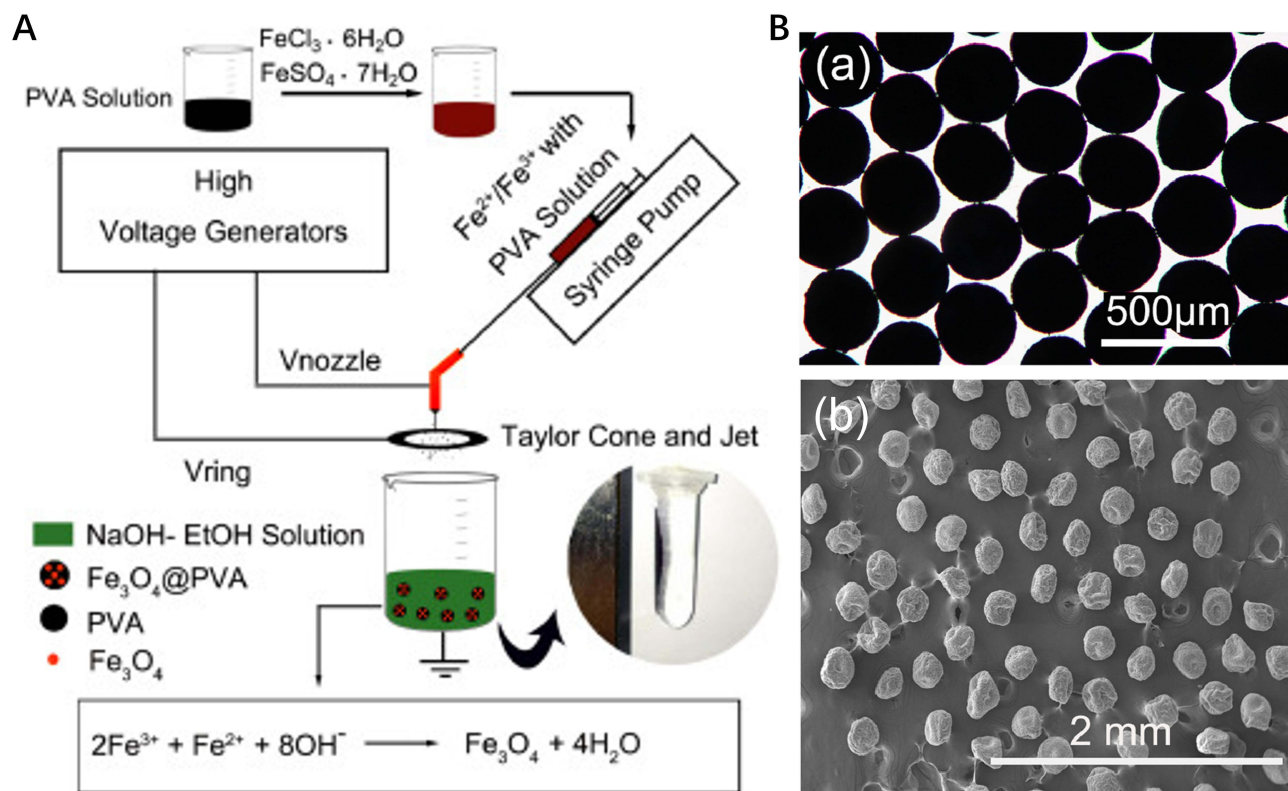 A
FeCl₃ · 6H₂O
FeSO₄ · 7H₂O
PVA Solution
High
Voltage Generators
Fe²⁺/Fe³⁺ with
PVA Solution
Syringe Pump
Vnozzle
Taylor Cone and Jet
Vring
NaOH- EtOH Solution
Fe₃O₄@PVA
PVA
Fe₃O₄
2Fe³⁺ + Fe²⁺ + 8OH⁻ → Fe₃O₄ + 4H₂O
B
(a)
500μm
(b)
2 mm